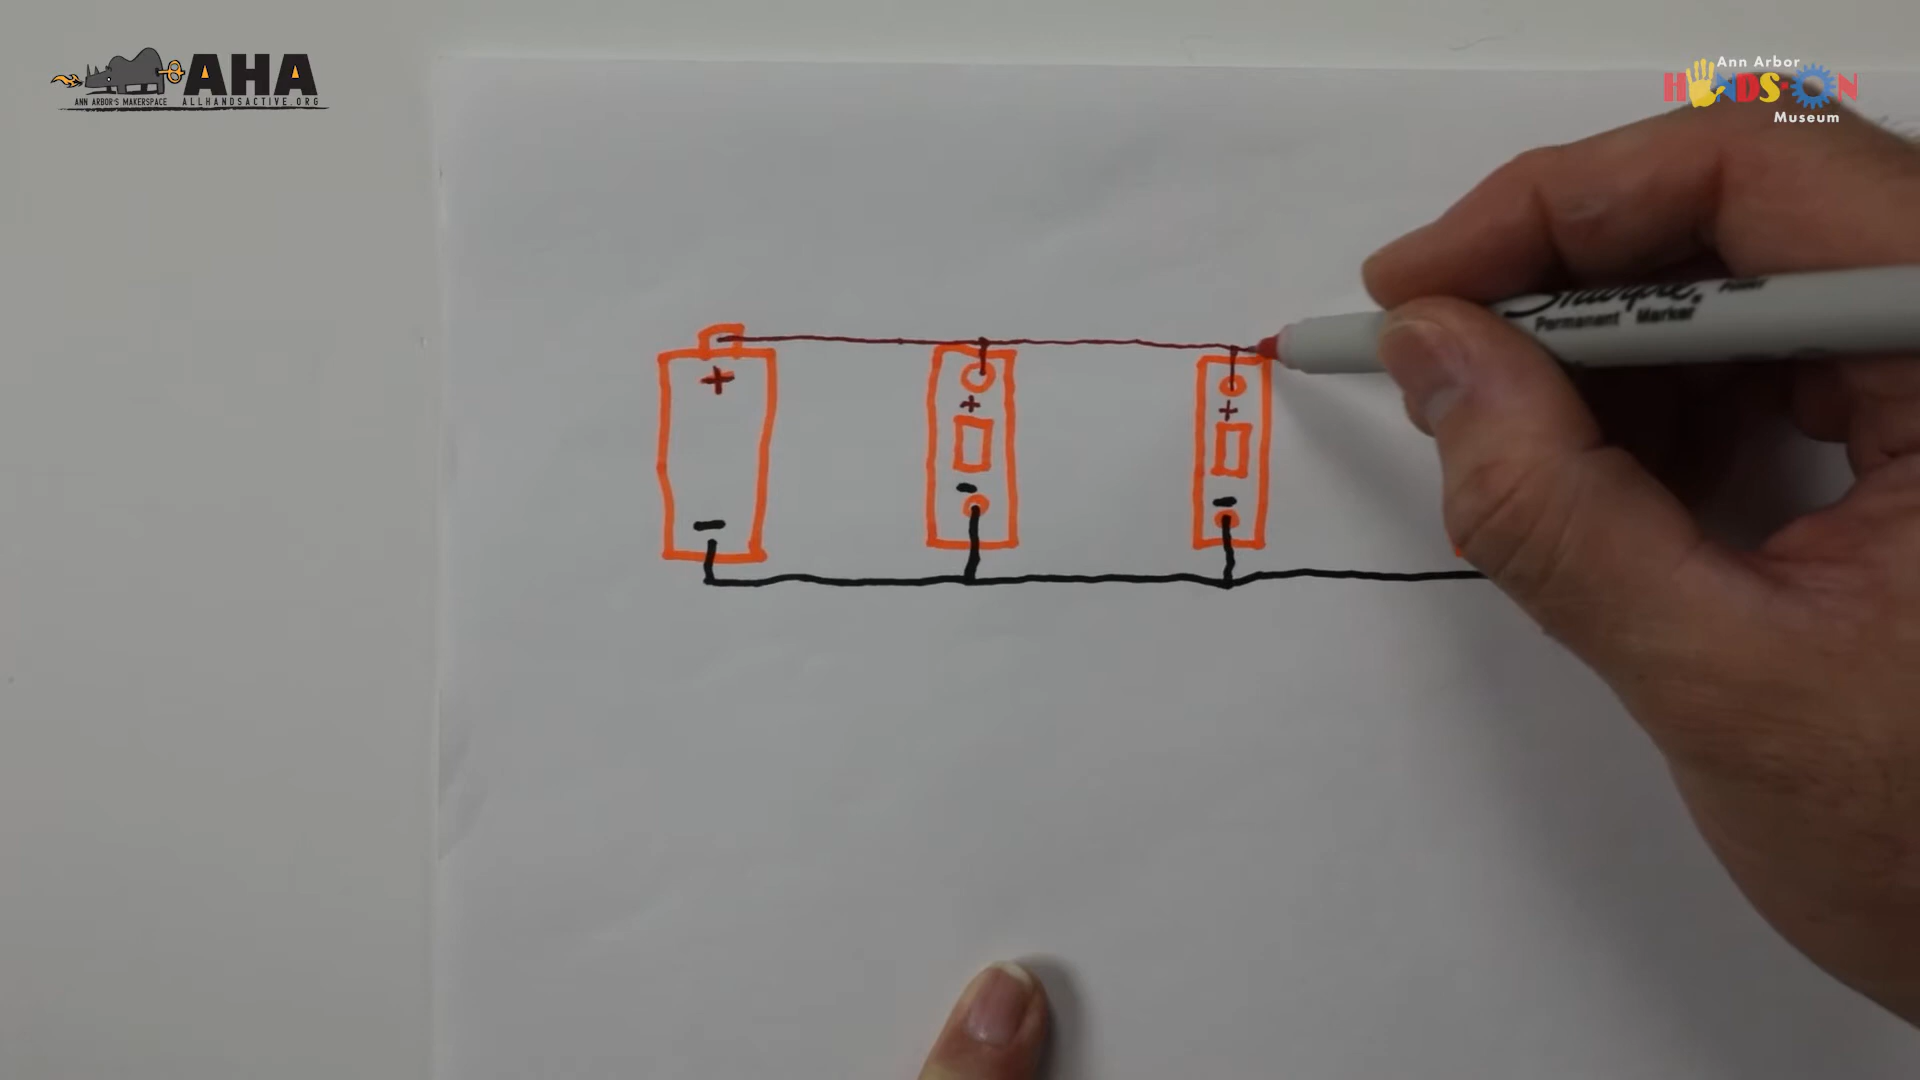 AHA
ANN ARBOR'S MAKERSPACE ALLHANDSACTIVE.ORG
Ann Arbor
HANDS-ON
Museum
Sharpie.
Permanent Marker
+
+
+
-
-
-